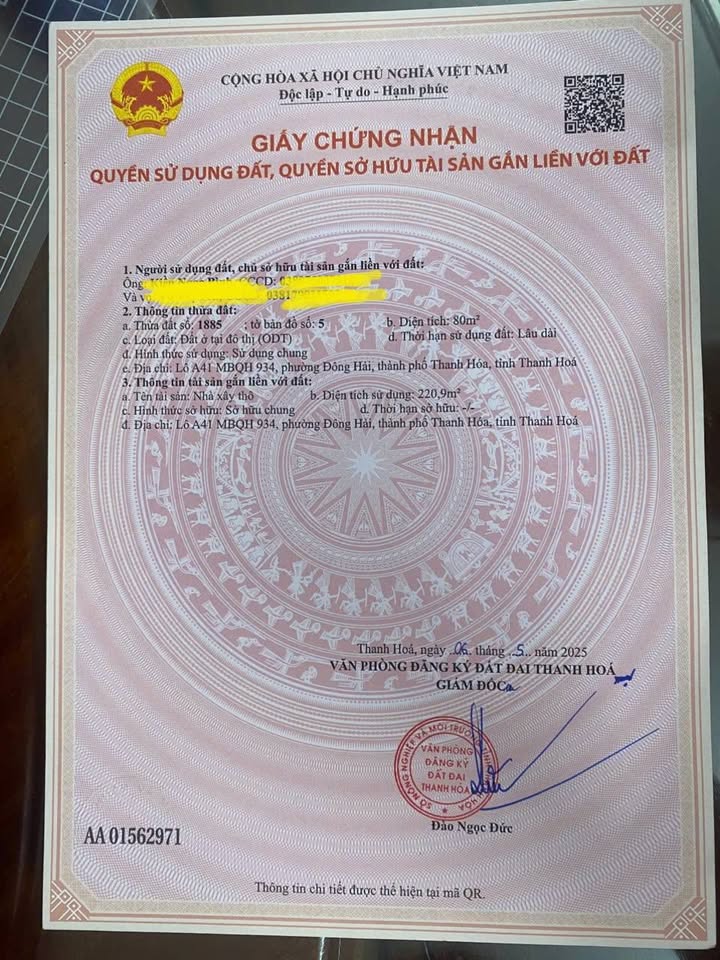 CỘNG HÒA XÃ HỘI CHỦ NGHĨA VIỆT NAM
Độc lập - Tự do - Hạnh phúc
GIẤY CHỨNG NHẬN
QUYỀN SỬ DỤNG ĐẤT, QUYỀN SỞ HỮU TÀI SẢN GẮN LIỀN VỚI ĐẤT
1. Người sử dụng đất, chủ sở hữu tài sản gắn liền với đất:
Ông
Và
2. Thông tin thửa đất:
a. Thửa đất số: 1885 ; tờ bản đồ số: 5 b. Diện tích: 80m²
c. Loại đất: Đất ở tại đô thị (ODT) d. Thời hạn sử dụng đất: Lâu dài
đ. Hình thức sử dụng: Sử dụng chung
e. Địa chỉ: Lô A41 MBQH 934, phường Đông Hải, thành phố Thanh Hóa, tỉnh Thanh Hoá
3. Thông tin tài sản gắn liền với đất:
a. Tên tài sản: Nhà xây thô b. Diện tích sử dụng: 220,9m²
c. Hình thức sở hữu: Sở hữu chung d. Thời hạn sở hữu: -/-
đ. Địa chỉ: Lô A41 MBQH 934, phường Đông Hải, thành phố Thanh Hóa, tỉnh Thanh Hoá
Thanh Hoá, ngày 06 tháng 5 năm 2025
VĂN PHÒNG ĐĂNG KÝ ĐẤT ĐAI THANH HOÁ
GIÁM ĐỐC
SỞ NÔNG NGHIỆP VÀ MÔI TRƯỜNG
VĂN PHÒNG
ĐĂNG KÝ
ĐẤT ĐAI
THANH HÓA
Đào Ngọc Đức
AA 01562971
Thông tin chi tiết được thể hiện tại mã QR.